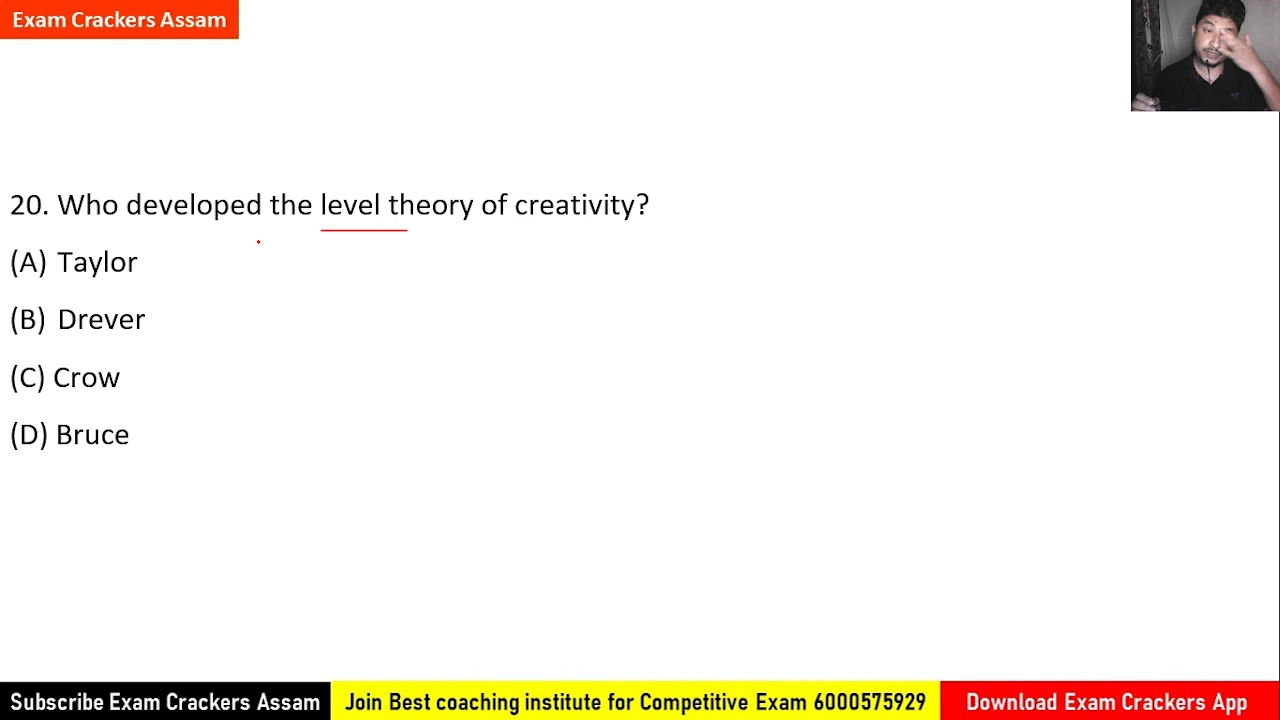 Exam Crackers Assam
20. Who developed the level theory of creativity?
(A) Taylor
(B) Drever
(C) Crow
(D) Bruce
Subscribe Exam Crackers Assam
Join Best coaching institute for Competitive Exam 6000575929
Download Exam Crackers App